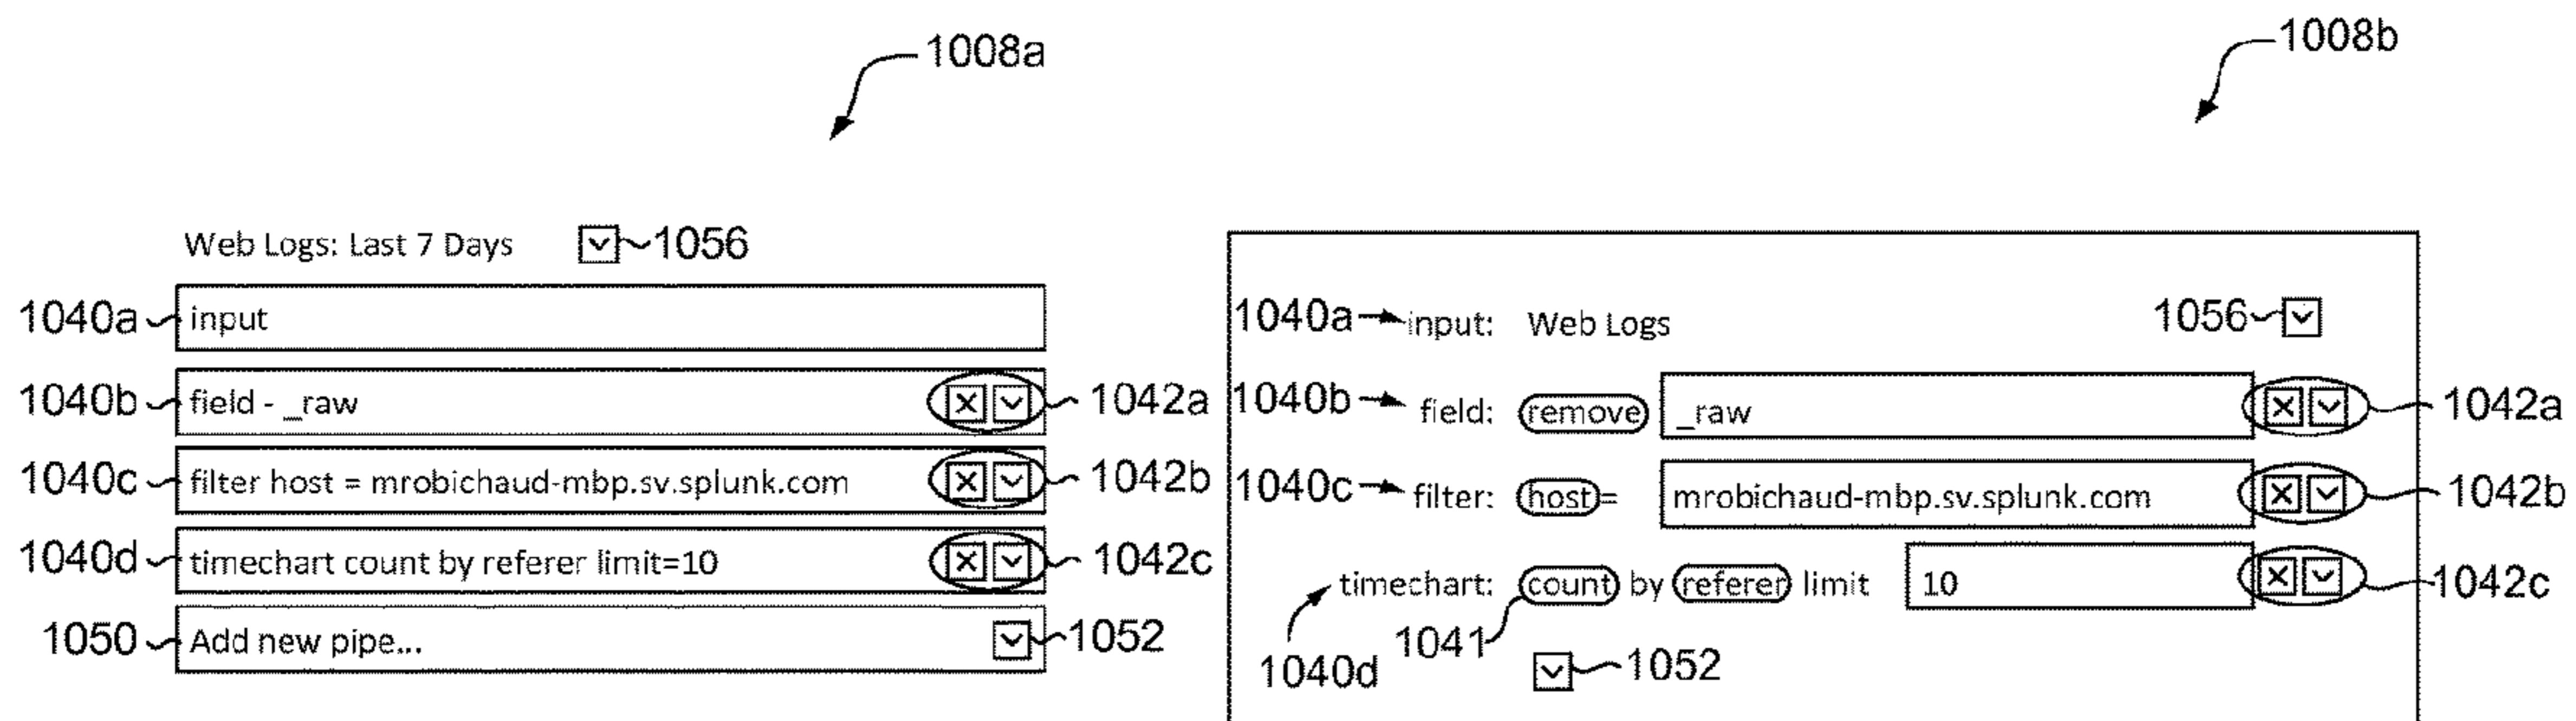 1008a
1008b
Web Logs: Last 7 Days 1056
1040a input
1040b field - _raw 1042a
1040c filter host = mrobichaud-mbp.sv.splunk.com 1042b
1040d timechart count by referer limit=10 1042c
1050 Add new pipe... 1052
1040a input: Web Logs 1056
1040b field: remove _raw 1042a
1040c filter: host= mrobichaud-mbp.sv.splunk.com 1042b
timechart: count by referer limit 10 1042c
1040d 1041 1052